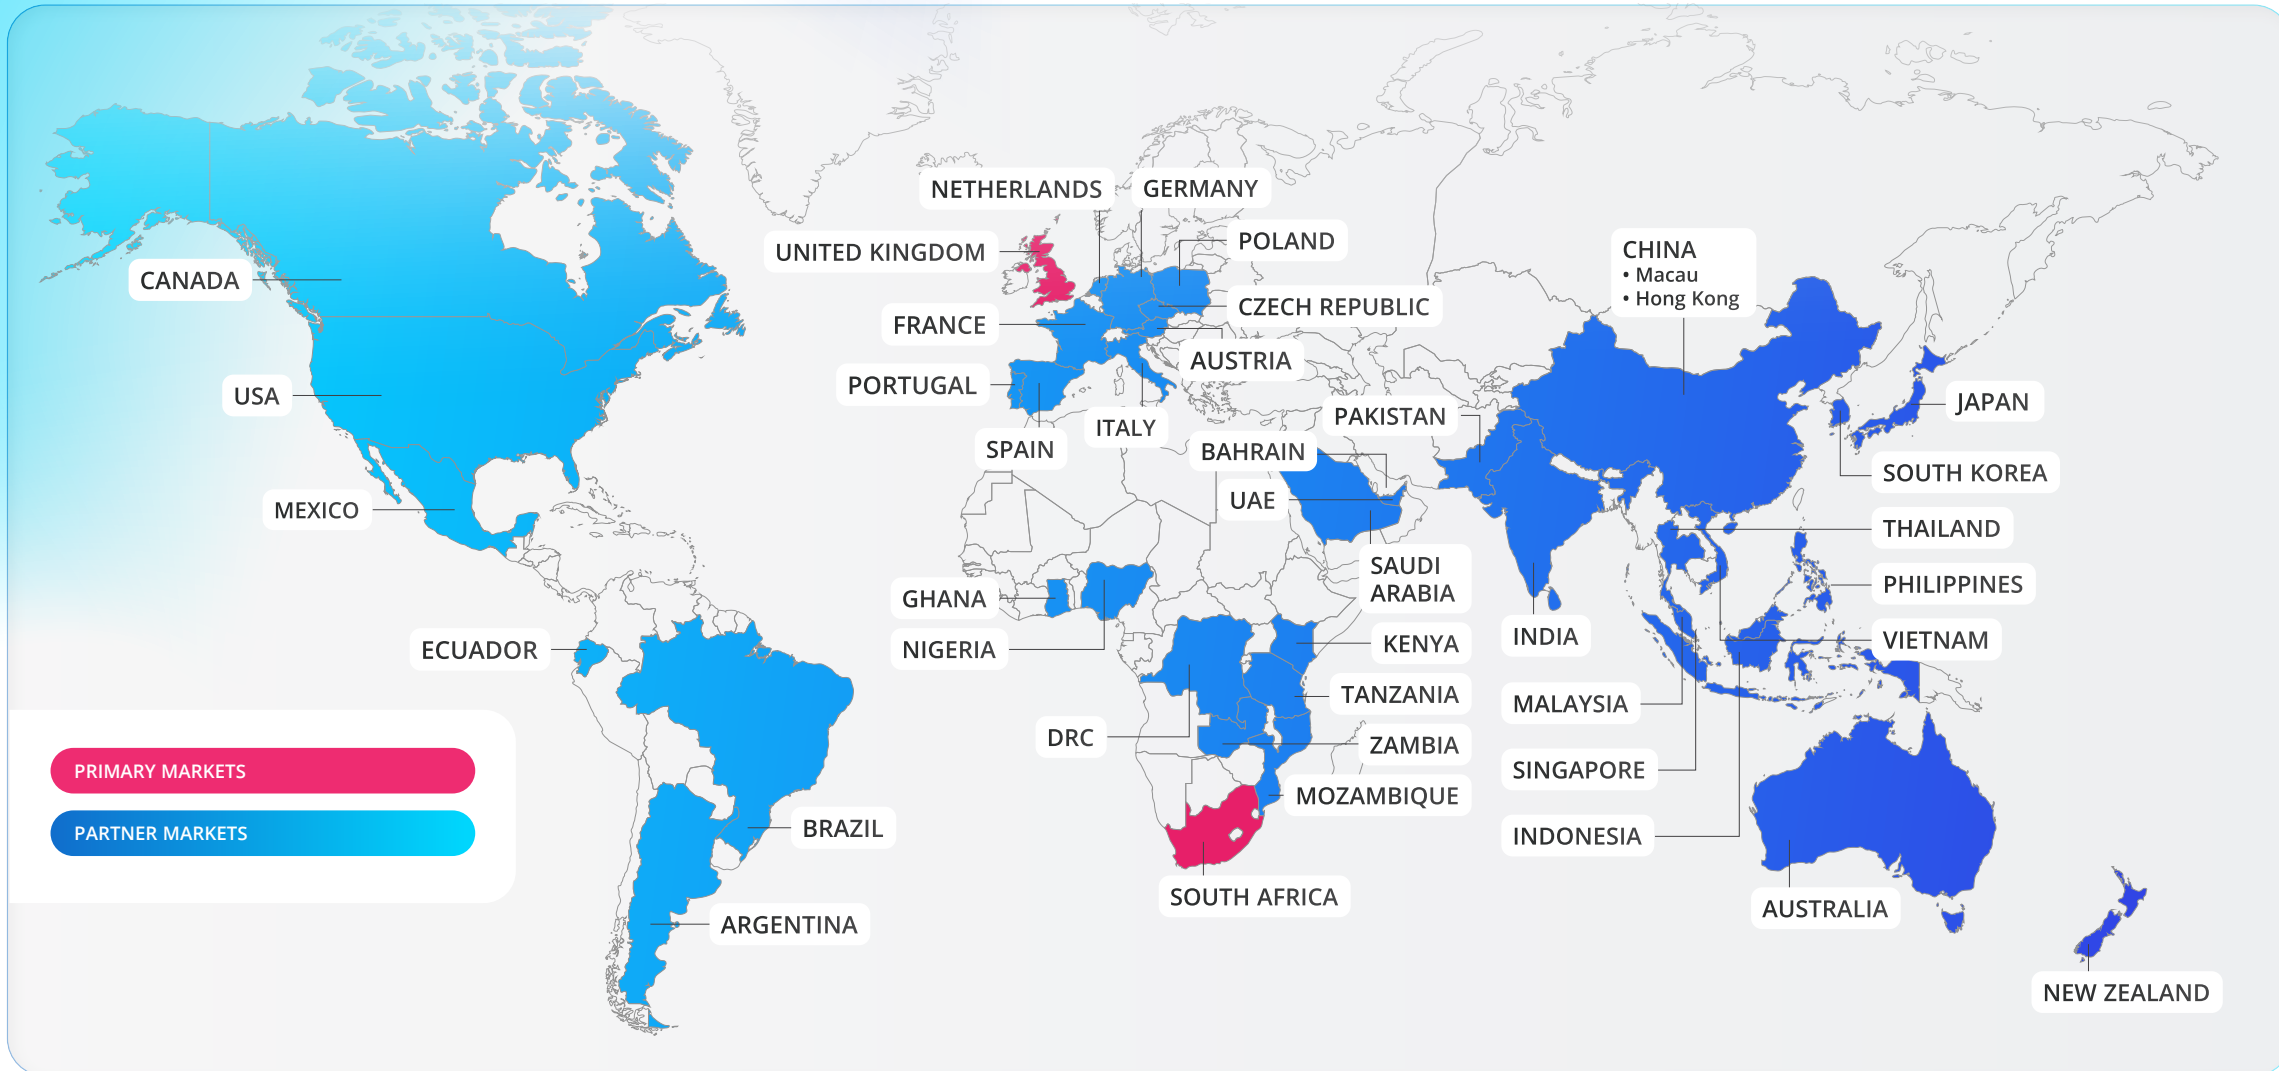 NETHERLANDS
GERMANY
UNITED KINGDOM
POLAND
CHINA
• Macau
• Hong Kong
CANADA
CZECH REPUBLIC
FRANCE
AUSTRIA
PORTUGAL
USA
JAPAN
PAKISTAN
ITALY
SPAIN
BAHRAIN
SOUTH KOREA
UAE
MEXICO
THAILAND
SAUDI
ARABIA
PHILIPPINES
GHANA
INDIA
VIETNAM
KENYA
NIGERIA
ECUADOR
TANZANIA
MALAYSIA
DRC
ZAMBIA
SINGAPORE
PRIMARY MARKETS
MOZAMBIQUE
BRAZIL
PARTNER MARKETS
INDONESIA
SOUTH AFRICA
AUSTRALIA
ARGENTINA
NEW ZEALAND